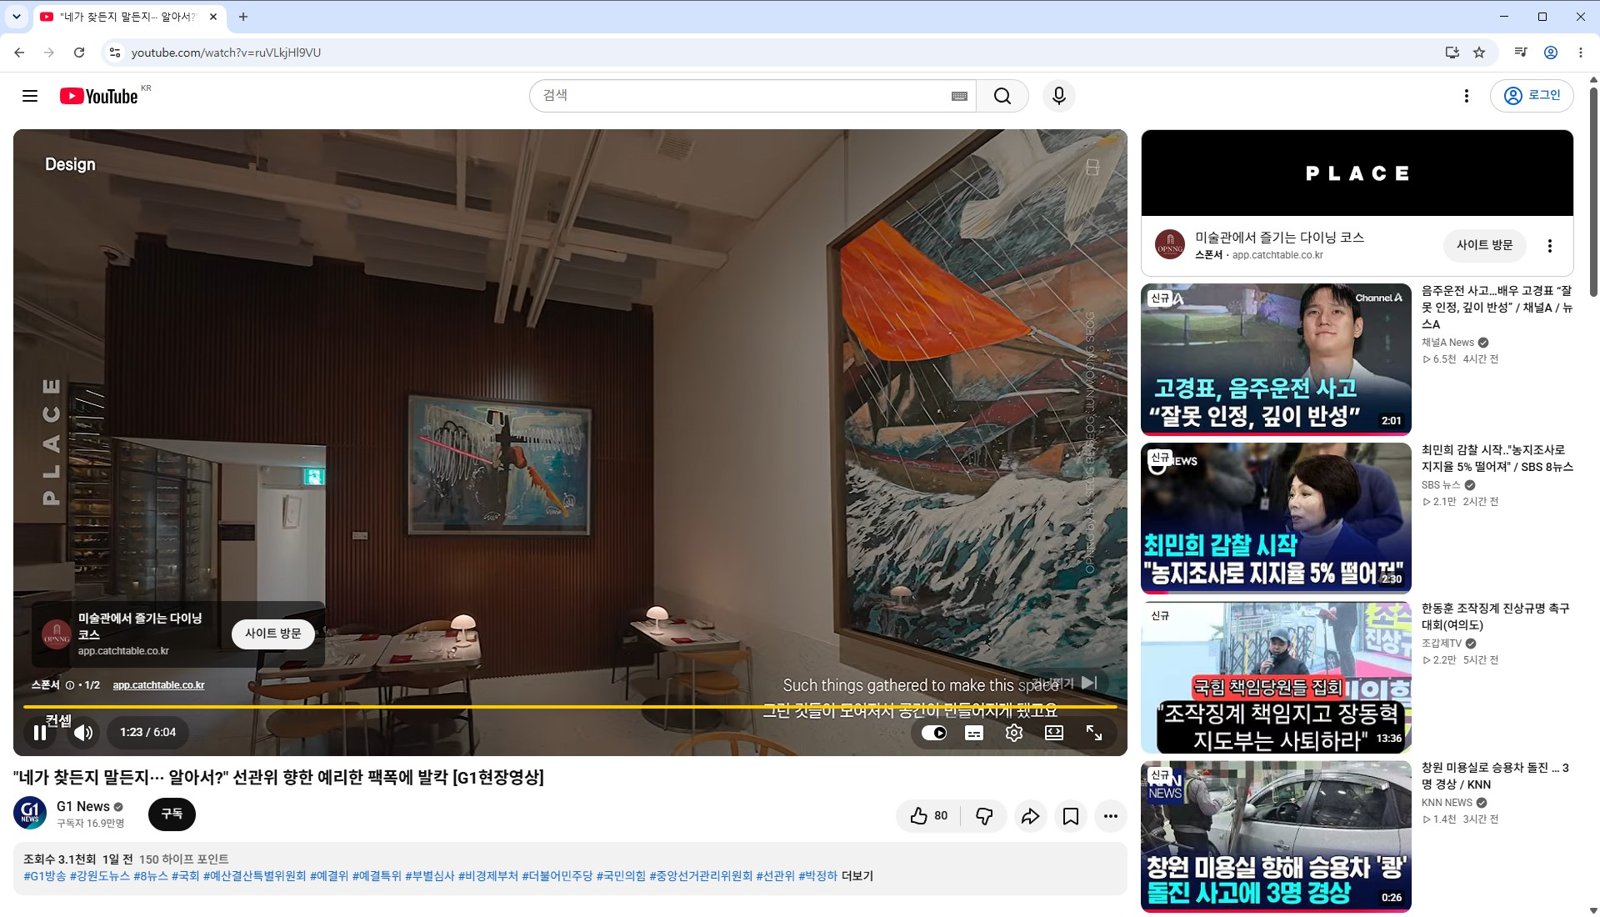 "네가 찾든지 말든지… 알아서?"
youtube.com/watch?v=ruVLkjHl9VU
YouTube KR
검색
로그인
Design
PLACE
Such things gathered to make this space
그런 것들이 모여져서 공간이 만들어지게 됐고요
미술관에서 즐기는 다이닝
코스
app.catchtable.co.kr
사이트 방문
스폰서 · 1/2 app.catchtable.co.kr
컨셉
1:23 / 6:04
"네가 찾든지 말든지… 알아서?" 선관위 향한 예리한 팩폭에 발칵 [G1현장영상]
G1 NEWS
G1 News
구독자 16.9만명
구독
80
조회수 3.1천회 1일 전 150 하이프 포인트
#G1방송 #강원도뉴스 #8뉴스 #국회 #예산결산특별위원회 #예결위 #예결특위 #부별심사 #비경제부처 #더불어민주당 #국민의힘 #중앙선거관리위원회 #선관위 #박정하 더보기
PLACE
OPNNG
미술관에서 즐기는 다이닝 코스
스폰서 · app.catchtable.co.kr
사이트 방문
신규
Channel A
고경표, 음주운전 사고
“잘못 인정, 깊이 반성”
2:01
음주운전 사고…배우 고경표 “잘
못 인정, 깊이 반성” / 채널A / 뉴
스A
채널A News
6.5천 4시간 전
신규
NEWS
최민희 감찰 시작
"농지조사로 지지율 5% 떨어져"
2:30
최민희 감찰 시작.."농지조사로
지지율 5% 떨어져" / SBS 8뉴스
SBS 뉴스
2.1만 2시간 전
신규
국힘 책임당원들 집회
"조작징계 책임지고 장동혁
지도부는 사퇴하라"
13:36
한동훈 조작징계 진상규명 촉구
대회(여의도)
조갑제TV
2.2만 5시간 전
신규
KNN NEWS
창원 미용실 향해 승용차 '쾅'
돌진 사고에 3명 경상
0:26
창원 미용실로 승용차 돌진 … 3
명 경상 / KNN
KNN NEWS
1.4천 3시간 전